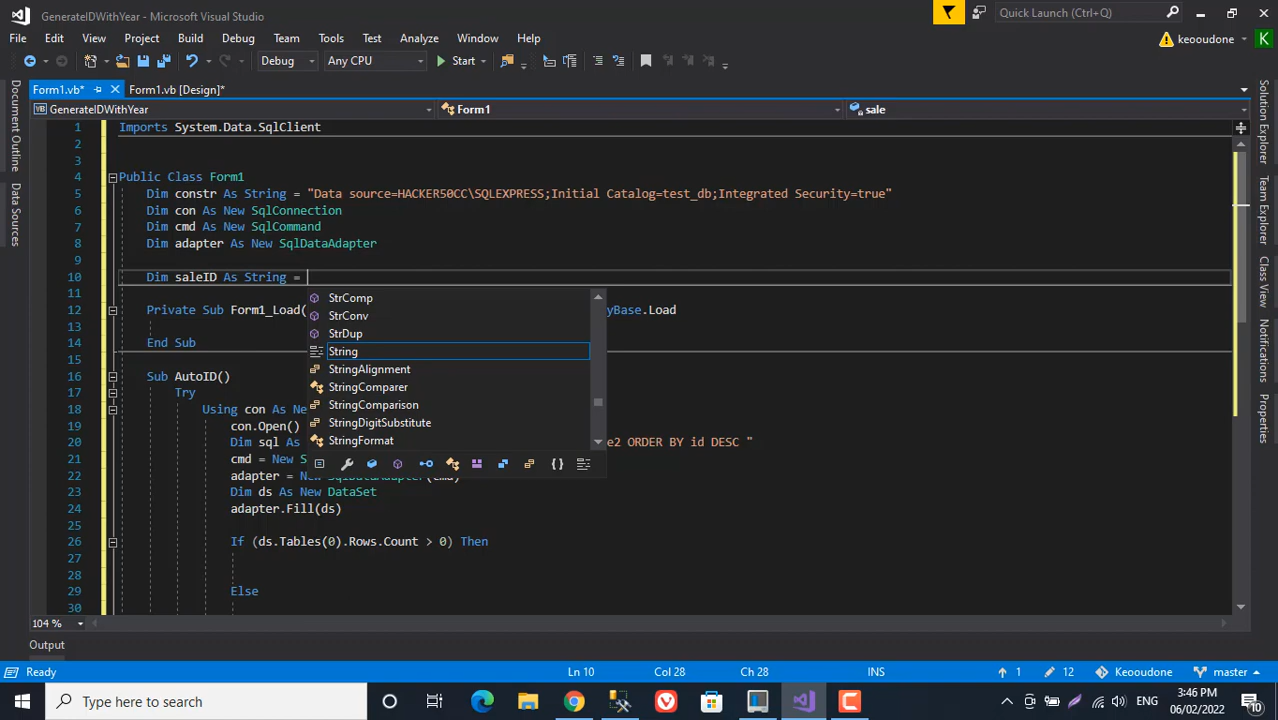 GenerateIDWithYear - Microsoft Visual Studio
Quick Launch (Ctrl+Q)
File Edit View Project Build Debug Team Tools Test Analyze Window Help
keooudone K
Debug Any CPU Start
Form1.vb* Form1.vb [Design]*
VB GenerateIDWithYear Form1 sale
Document Outline
Data Sources
Solution Explorer
Team Explorer
Class View
Properties
1 Imports System.Data.SqlClient
2
3
4 Public Class Form1
5 Dim constr As String = "Data source=HACKER50CC\SQLEXPRESS;Initial Catalog=test_db;Integrated Security=true"
6 Dim con As New SqlConnection
7 Dim cmd As New SqlCommand
8 Dim adapter As New SqlDataAdapter
9
10 Dim saleID As String =
11
StrComp
12 Private Sub Form1_Load( yBase.Load
StrConv
13
StrDup
14 End Sub
String
15
StringAlignment
16 Sub AutoID()
StringComparer
17 Try
StringComparison
18 Using con As Ne
StringDigitSubstitute
19 con.Open()
StringFormat
20 Dim sql As e2 ORDER BY id DESC "
21 cmd = New S
22 adapter = New SqlDataAdapter(cmd)
23 Dim ds As New DataSet
24 adapter.Fill(ds)
25
26 If (ds.Tables(0).Rows.Count > 0) Then
27
28
29 Else
30
104 %
Output
Ready Ln 10 Col 28 Ch 28 INS 1 12 Keooudone master
Type here to search
ENG
3:46 PM
06/02/2022
10